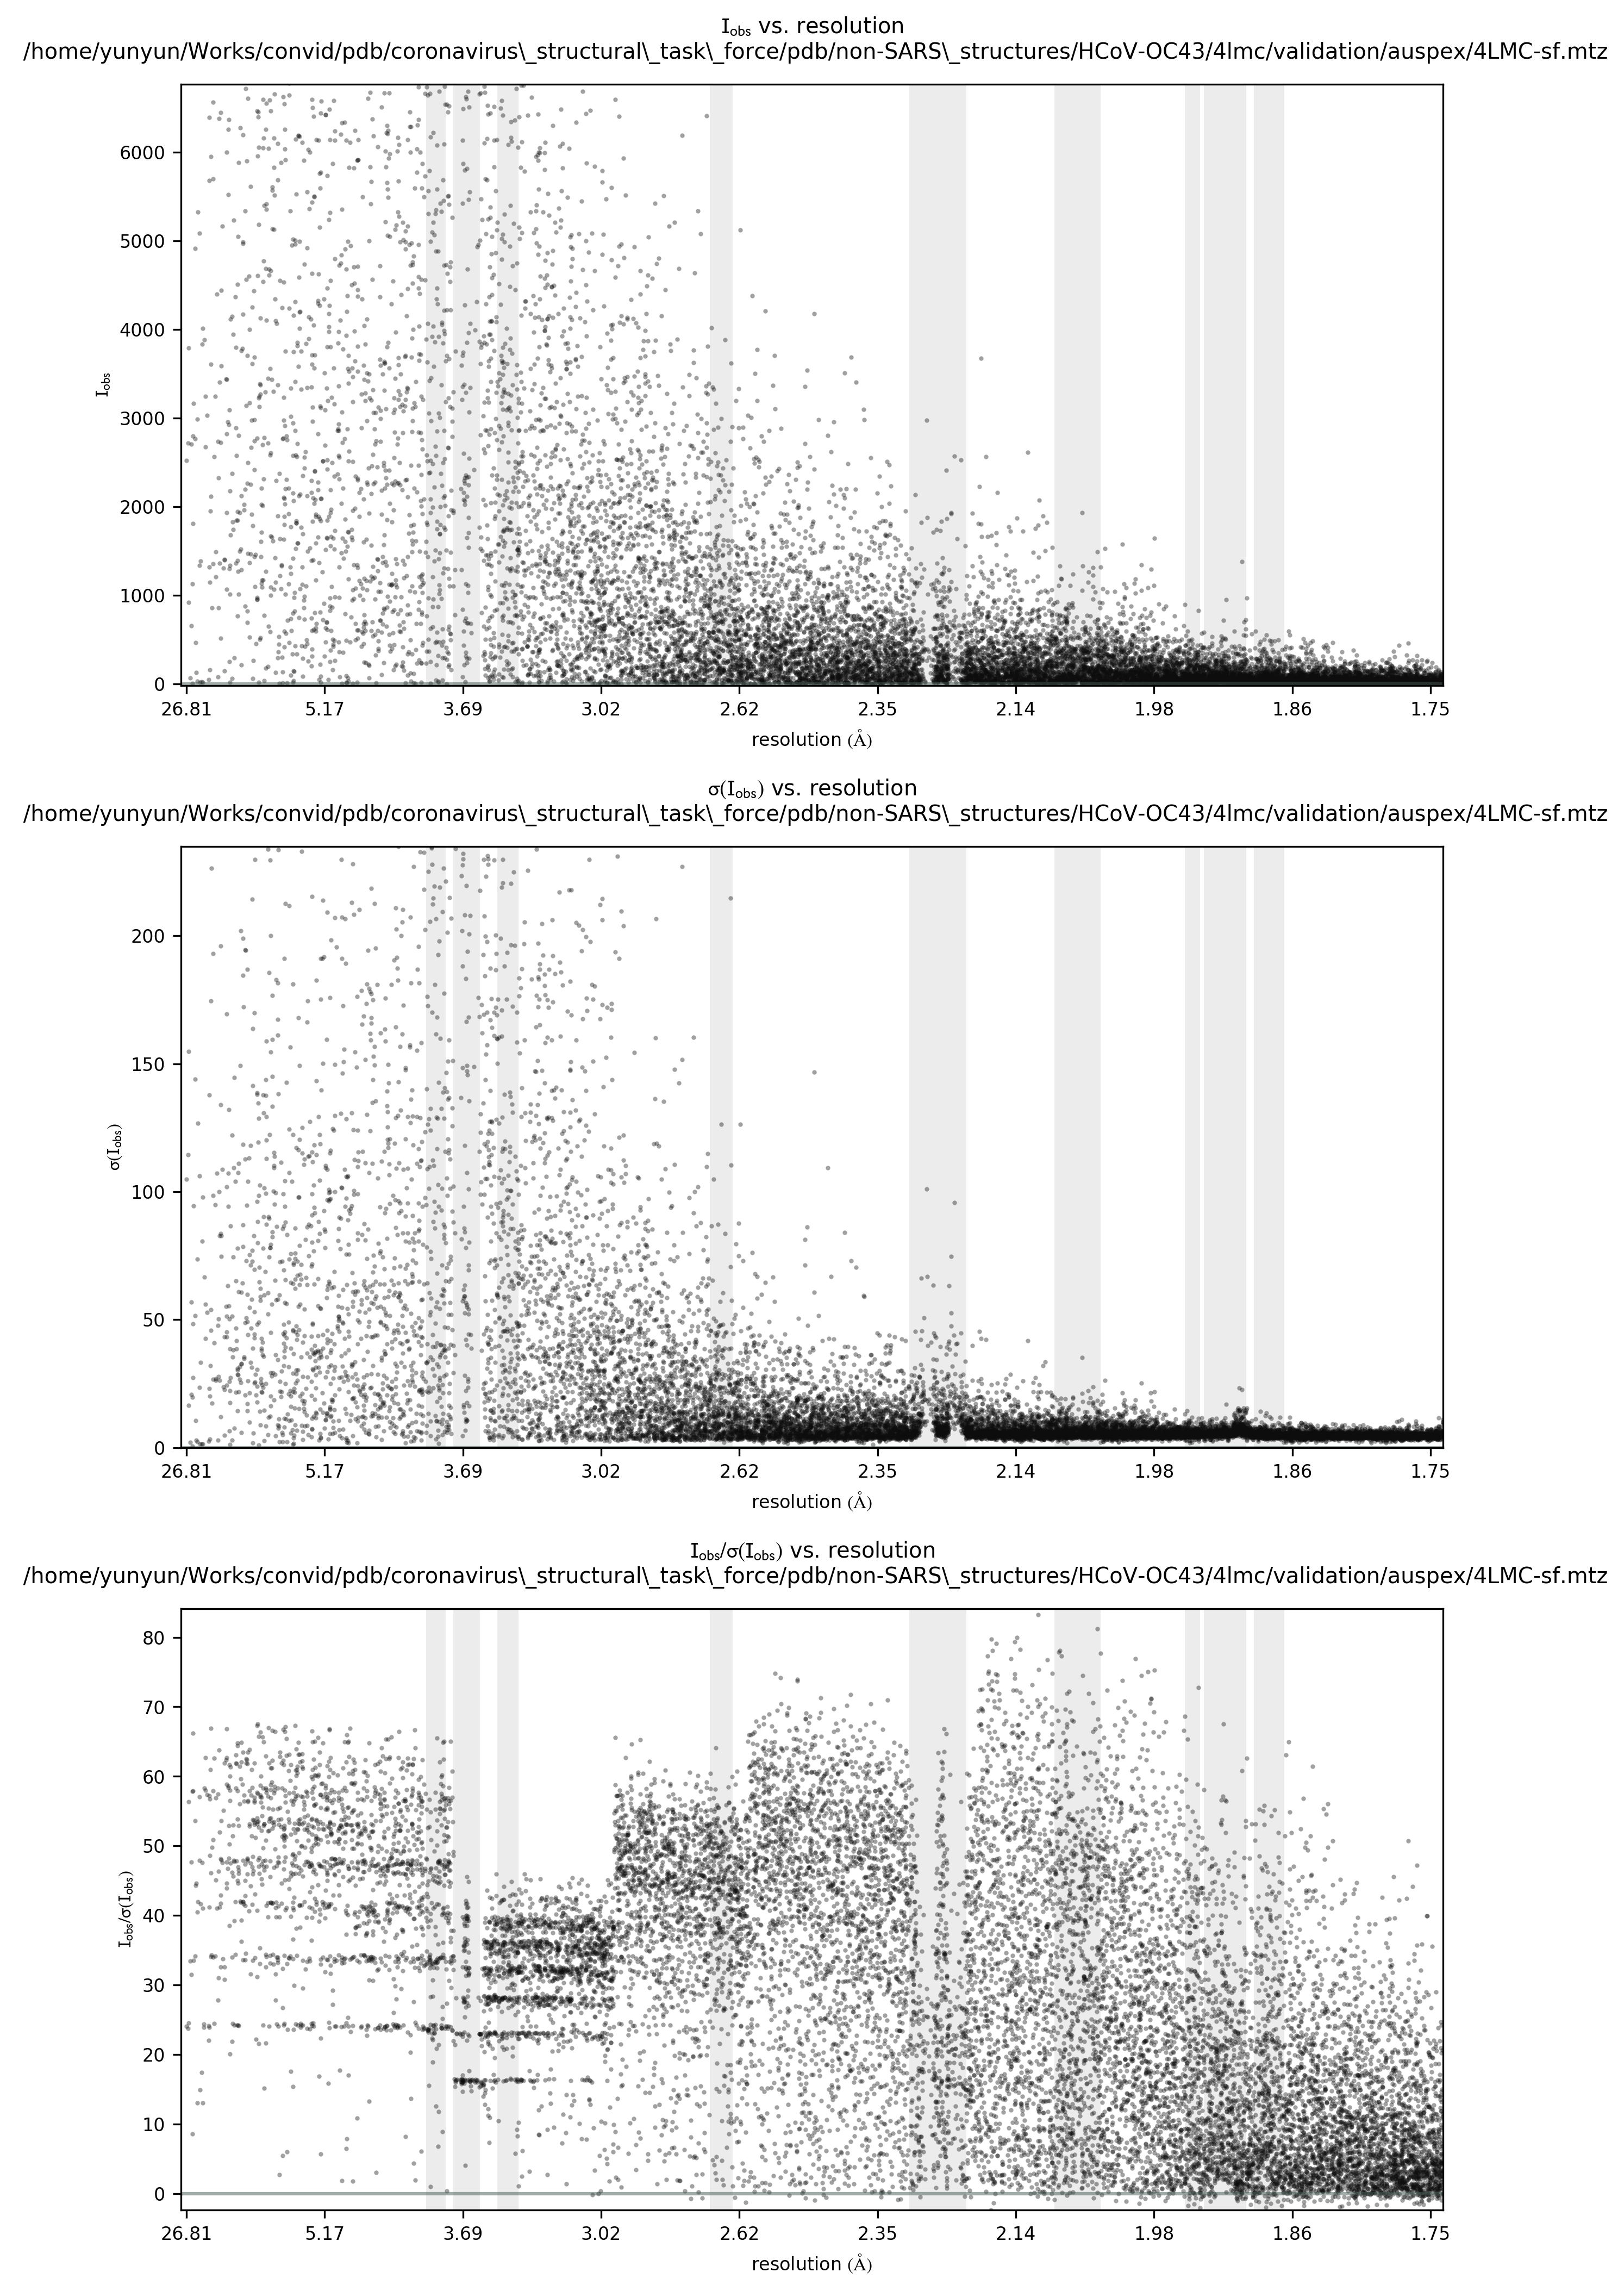 I_obs vs. resolution
/home/yunyun/Works/convid/pdb/coronavirus\_structural\_task\_force/pdb/non-SARS\_structures/HCoV-OC43/4lmc/validation/auspex/4LMC-sf.mtz
6000
5000
4000
3000
2000
1000
0
I_obs
26.81 5.17 3.69 3.02 2.62 2.35 2.14 1.98 1.86 1.75
resolution (Å)
σ(I_obs) vs. resolution
/home/yunyun/Works/convid/pdb/coronavirus\_structural\_task\_force/pdb/non-SARS\_structures/HCoV-OC43/4lmc/validation/auspex/4LMC-sf.mtz
200
150
100
50
0
σ(I_obs)
26.81 5.17 3.69 3.02 2.62 2.35 2.14 1.98 1.86 1.75
resolution (Å)
I_obs/σ(I_obs) vs. resolution
/home/yunyun/Works/convid/pdb/coronavirus\_structural\_task\_force/pdb/non-SARS\_structures/HCoV-OC43/4lmc/validation/auspex/4LMC-sf.mtz
80
70
60
50
40
30
20
10
0
I_obs/σ(I_obs)
26.81 5.17 3.69 3.02 2.62 2.35 2.14 1.98 1.86 1.75
resolution (Å)